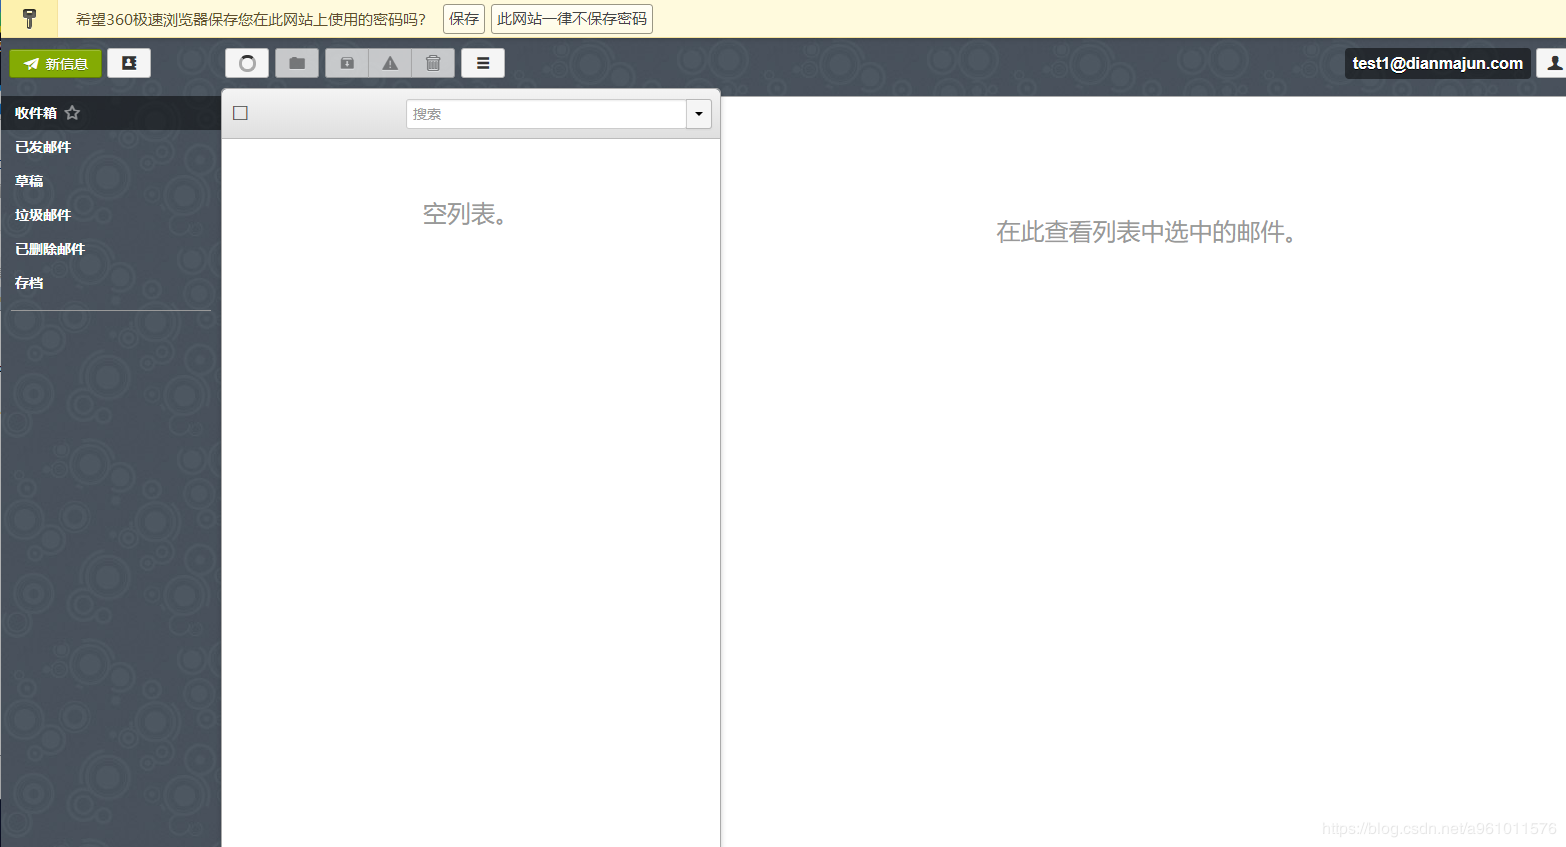 希望360极速浏览器保存您在此网站上使用的密码吗？ 保存 此网站一律不保存密码
新信息 test1@dianmajun.com
收件箱
搜索
已发邮件
草稿
垃圾邮件
已删除邮件
存档
空列表。
在此查看列表中选中的邮件。
https://blog.csdn.net/a961011576